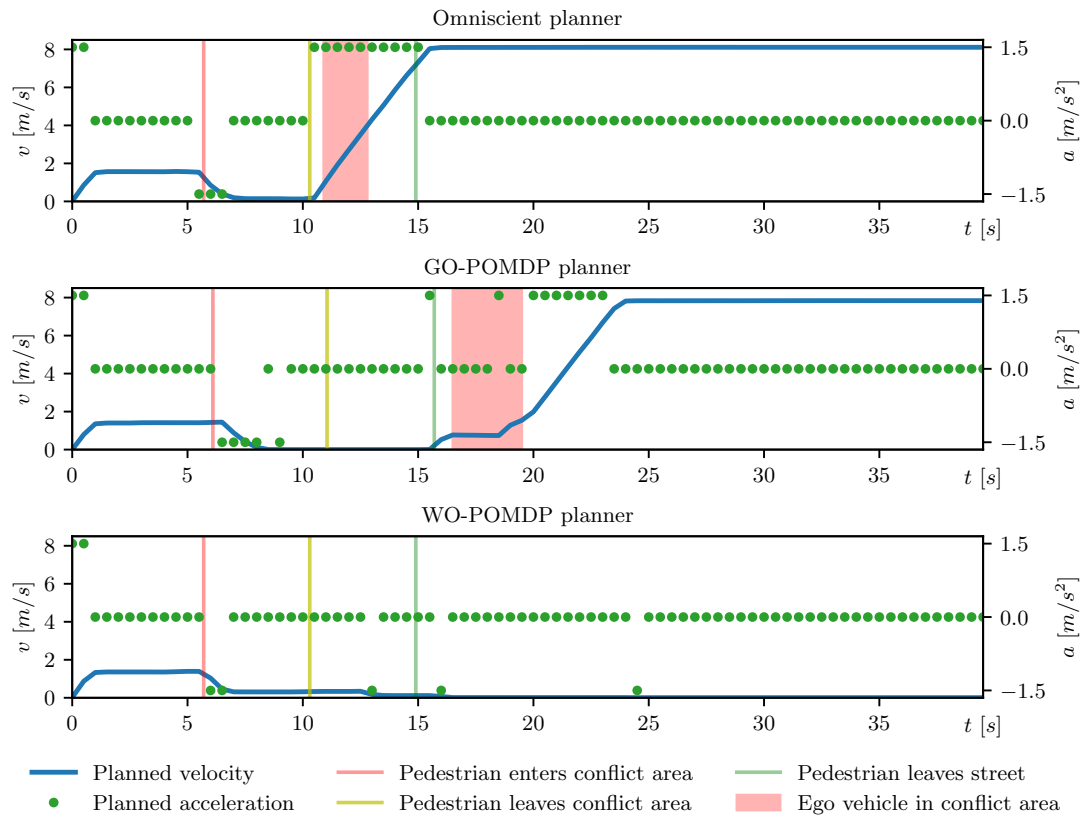 Omniscient planner
8
6
4
2
0
v [m/s]
1.5
0.0
−1.5
a [m/s²]
0 5 10 15 20 25 30 35 t [s]
GO-POMDP planner
8
6
4
2
0
v [m/s]
1.5
0.0
−1.5
a [m/s²]
0 5 10 15 20 25 30 35 t [s]
WO-POMDP planner
8
6
4
2
0
v [m/s]
1.5
0.0
−1.5
a [m/s²]
0 5 10 15 20 25 30 35 t [s]
Planned velocity
Planned acceleration
Pedestrian enters conflict area
Pedestrian leaves conflict area
Pedestrian leaves street
Ego vehicle in conflict area